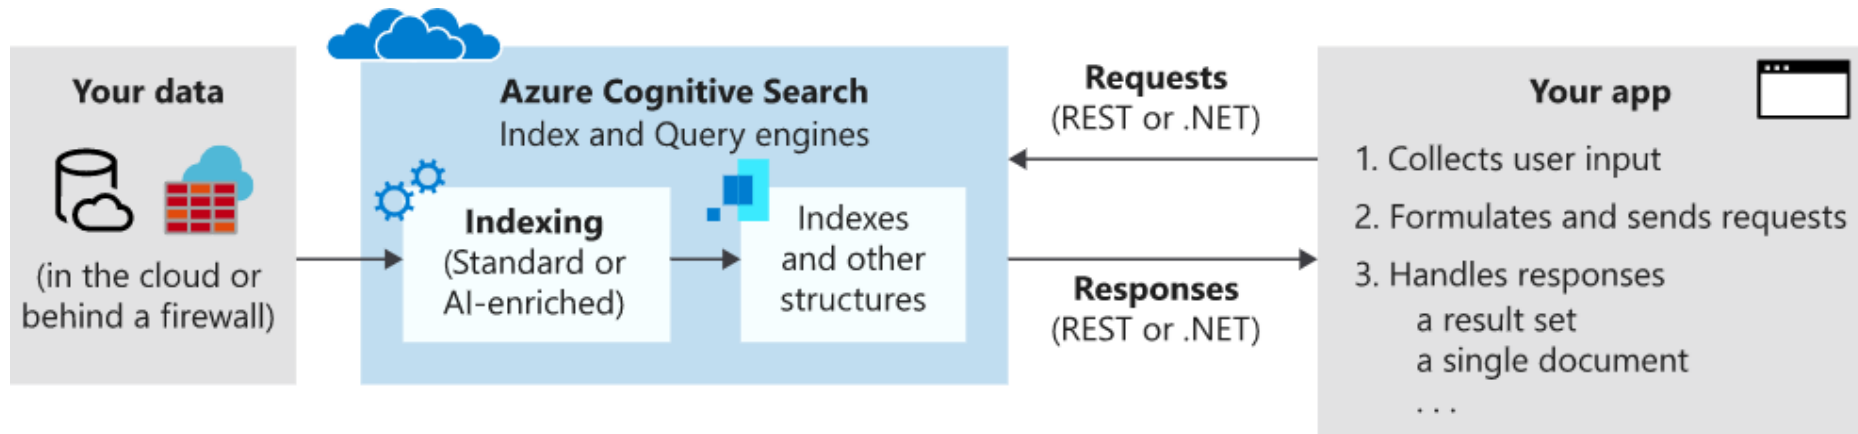 Your data
(in the cloud or
behind a firewall)
Azure Cognitive Search
Index and Query engines
Indexing
(Standard or
AI-enriched)
Indexes
and other
structures
Requests
(REST or .NET)
Responses
(REST or .NET)
Your app
1. Collects user input
2. Formulates and sends requests
3. Handles responses
a result set
a single document
. . .